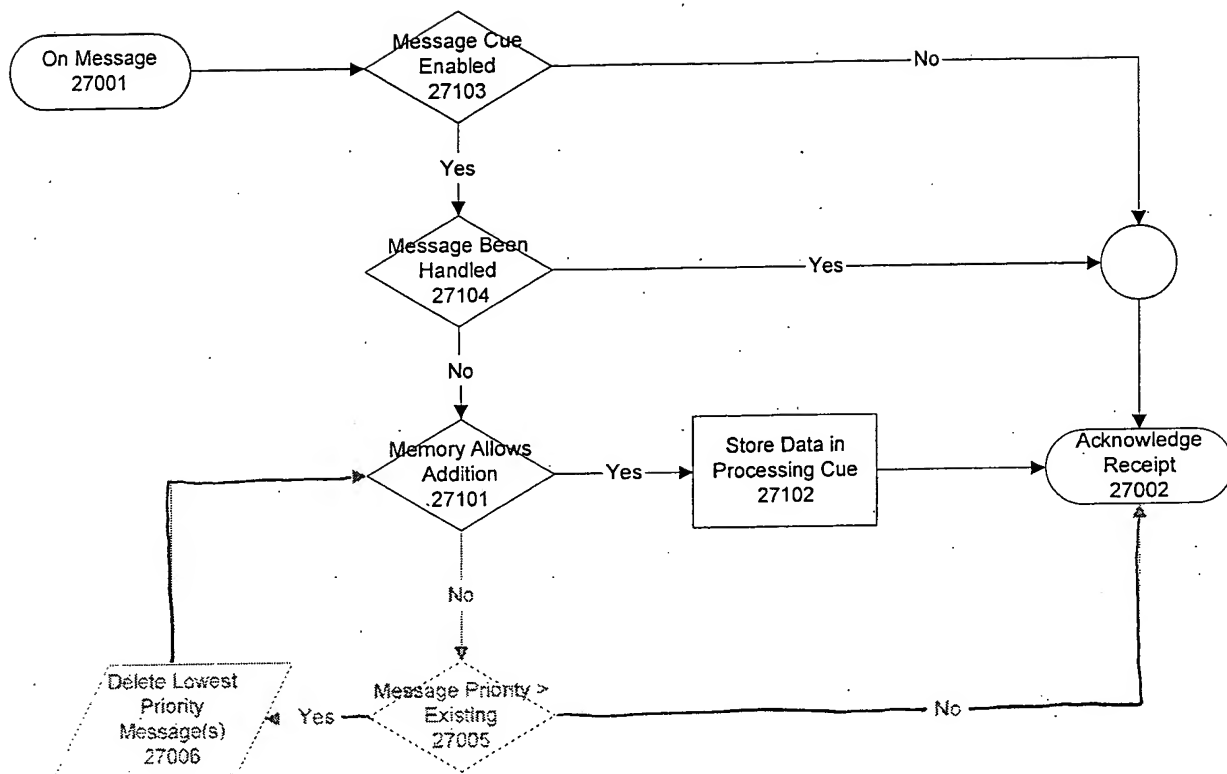 On Message
27001
Message Cue
Enabled
27103
No
Yes
Message Been
Handled
27104
Yes
No
Memory Allows
Addition
27101
Yes
Store Data in
Processing Cue
27102
Acknowledge
Receipt
27002
No
Delete Lowest
Priority
Message(s)
27006
Yes
Message Priority >
Existing
27005
No